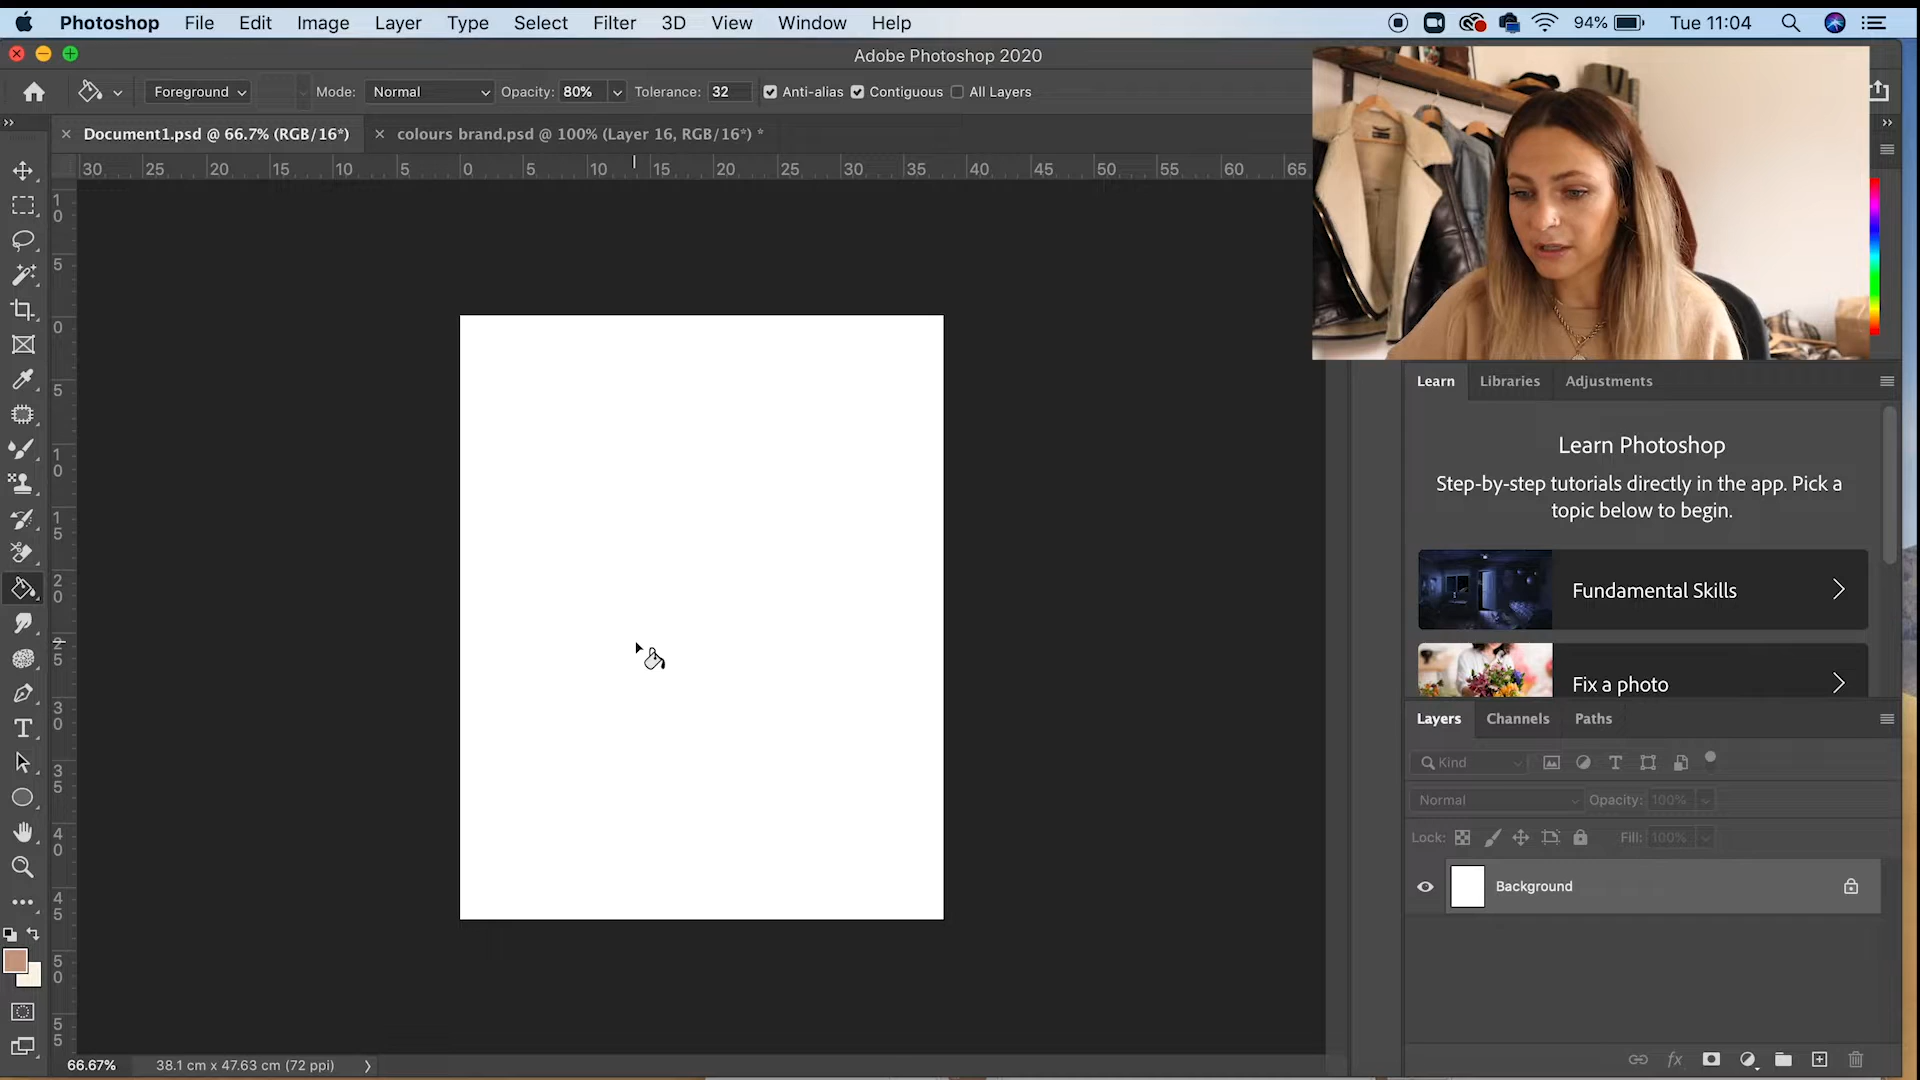 Photoshop File Edit Image Layer Type Select Filter 3D View Window Help 94% Tue 11:04
Adobe Photoshop 2020
Foreground Mode: Normal Opacity: 80% Tolerance: 32 Anti-alias Contiguous All Layers
Document1.psd @ 66.7% (RGB/16*) colours brand.psd @ 100% (Layer 16, RGB/16*) *
30 25 20 15 10 5 0 5 10 15 20 25 30 35 40 45 50 55 60 65
10
5
0
5
10
15
20
25
30
35
40
45
50
55
Learn Libraries Adjustments
Learn Photoshop
Step-by-step tutorials directly in the app. Pick a
topic below to begin.
Fundamental Skills
Fix a photo
Layers Channels Paths
Kind
Normal Opacity: 100%
Lock: Fill: 100%
Background
fx
66.67% 38.1 cm x 47.63 cm (72 ppi)